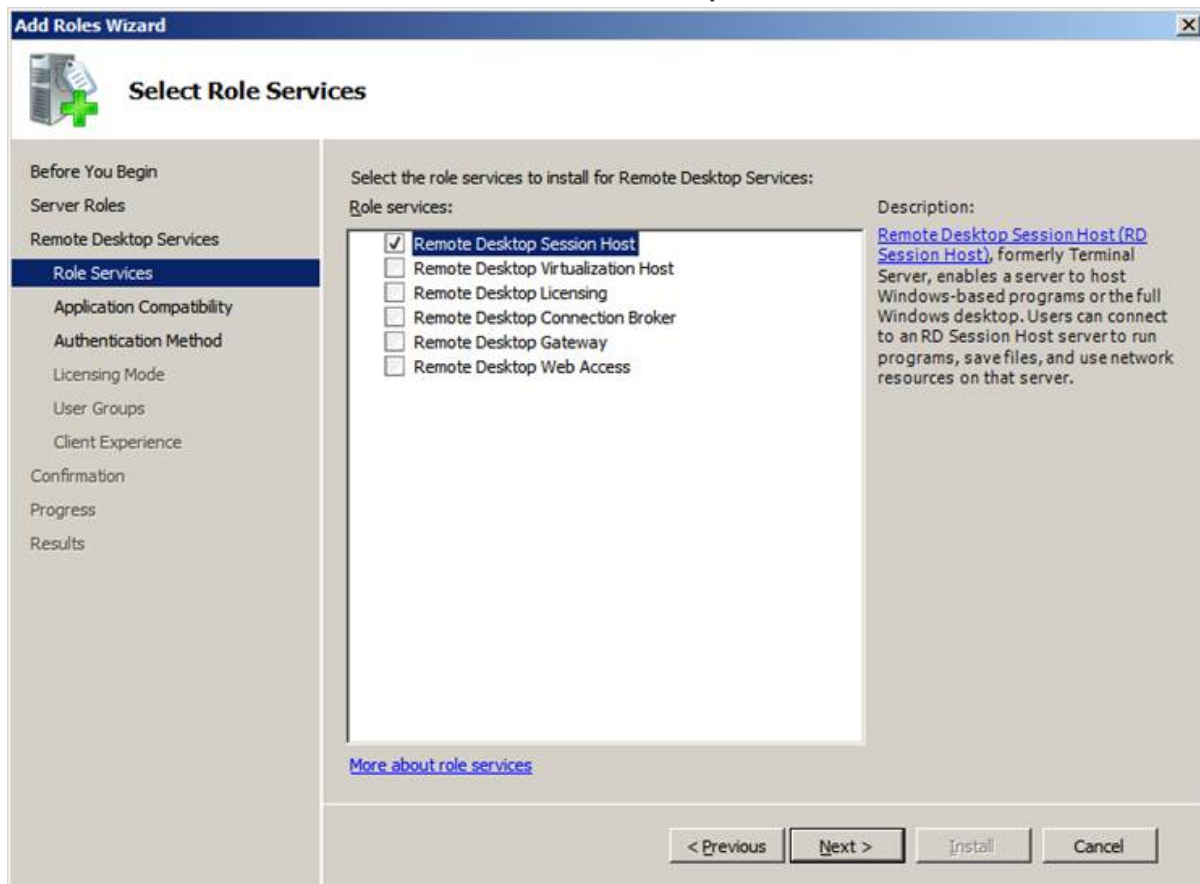 Add Roles Wizard
Select Role Services
Before You Begin
Server Roles
Remote Desktop Services
Role Services
Application Compatibility
Authentication Method
Licensing Mode
User Groups
Client Experience
Confirmation
Progress
Results
Select the role services to install for Remote Desktop Services:
Role services:
Remote Desktop Session Host
Remote Desktop Virtualization Host
Remote Desktop Licensing
Remote Desktop Connection Broker
Remote Desktop Gateway
Remote Desktop Web Access
More about role services
Description:
Remote Desktop Session Host (RD
Session Host), formerly Terminal
Server, enables a server to host
Windows-based programs or the full
Windows desktop. Users can connect
to an RD Session Host server to run
programs, save files, and use network
resources on that server.
< Previous
Next >
Install
Cancel